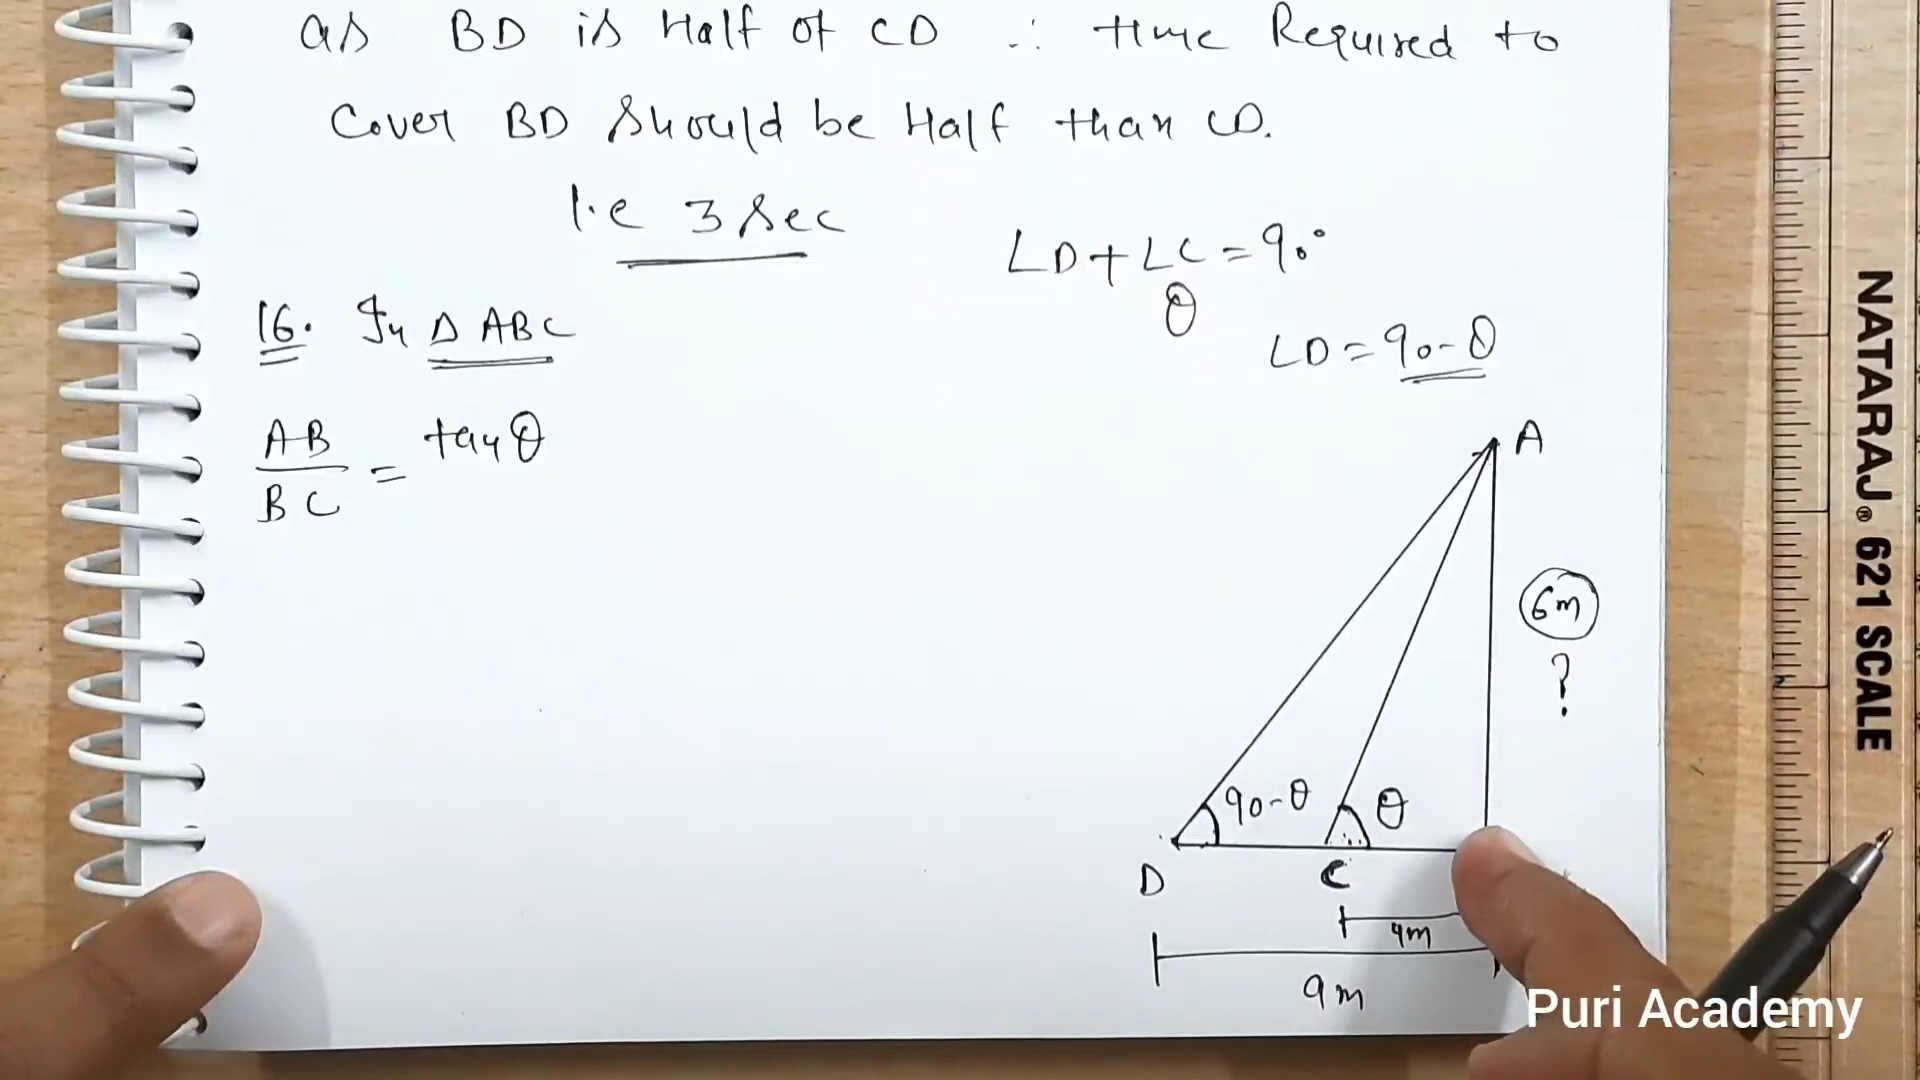 as BD is Half of CD ∴ time Required to
Cover BD Should be Half than CD.
I.e 3 Sec
∠D + ∠C = 90°
θ
∠D = 90-θ
16. In Δ ABC
AB/BC = tan θ
A
6m
?
90-θ
θ
D
C
4m
9m
Puri Academy
NATARAJ® 621 SCALE